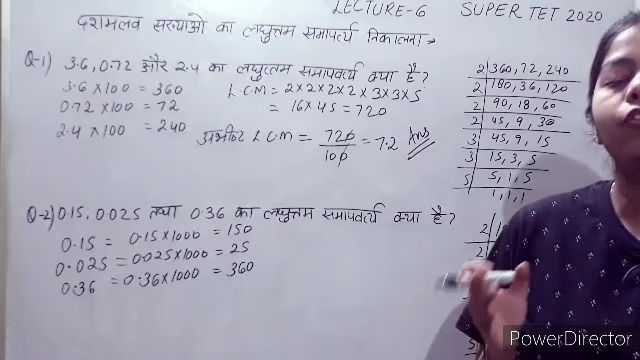 LECTURE-6 SUPER TET 2020
दशमलव संख्याओ का लघुत्तम समापवर्त्य निकालना→
Q-1) 3.6, 0.72 और 2.4 का लघुत्तम समापवर्त्य क्या है?
3.6 × 100 = 360
0.72 × 100 = 72
2.4 × 100 = 240
L.C.M = 2×2×2×2×3×3×5
= 16 × 45 = 720
अभीष्ट L.C.M = 720/100 = 7.2 Ans
2 | 360, 72, 240
2 | 180, 36, 120
2 | 90, 18, 60
2 | 45, 9, 30
3 | 45, 9, 15
3 | 15, 3, 5
5 | 5, 1, 5
1, 1, 1
Q-2) 0.15, 0.025 तथा 0.36 का लघुत्तम समापवर्त्य क्या है?
0.15 = 0.15×1000 = 150
0.025 = 0.025×1000 = 25
0.36 = 0.36×1000 = 360
2 | 1
2
PowerDirector